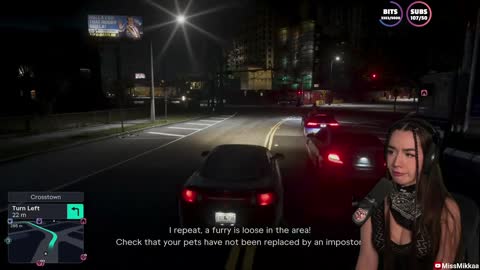 BITS
SUBS
107/50
Crosstown
Turn Left
22 m
I repeat, a furry is loose in the area!
Check that your pets have not been replaced by an impostor
MissMikkaa